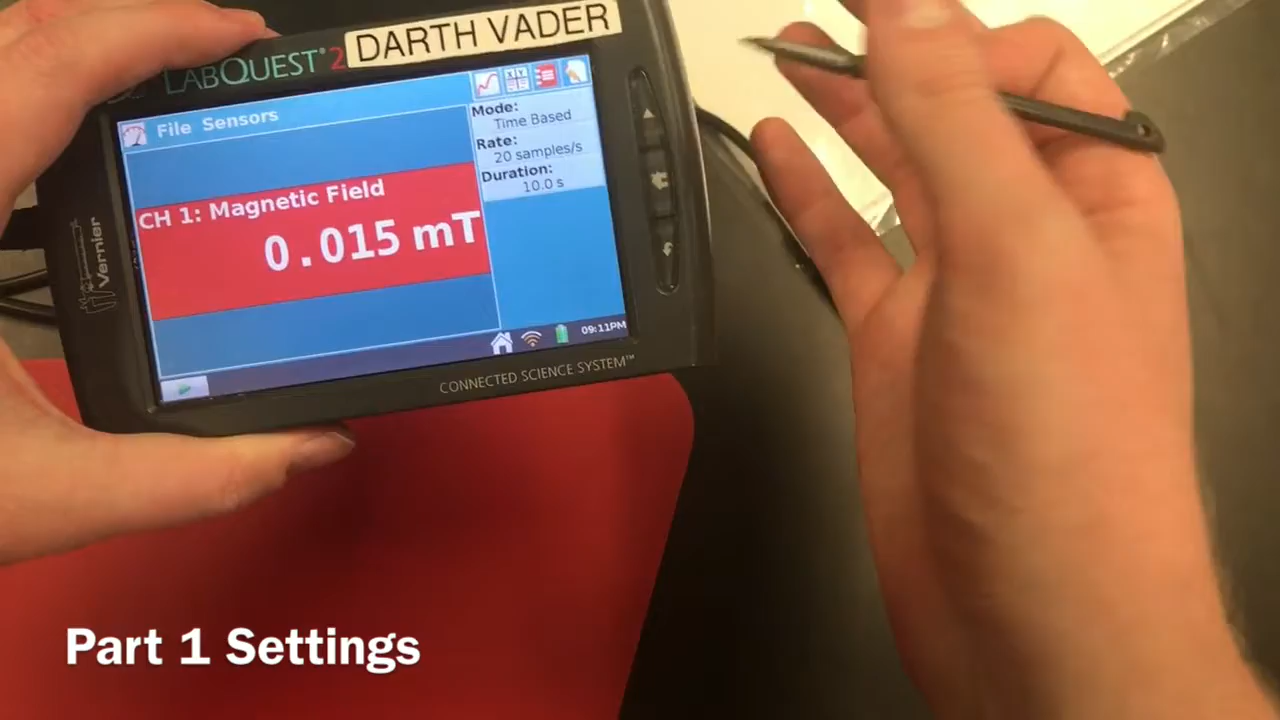 LABQUEST® 2 DARTH VADER
File Sensors
Mode:
Time Based
Rate:
20 samples/s
Duration:
10.0 s
CH 1: Magnetic Field
0.015 mT
09:11PM
Vernier
CONNECTED SCIENCE SYSTEM™
Part 1 Settings